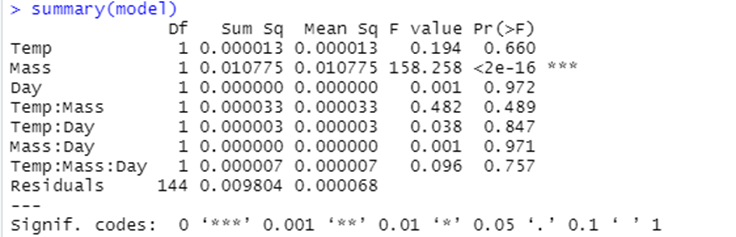 > summary(model)
Df Sum Sq Mean Sq F value Pr(>F)
Temp 1 0.000013 0.000013 0.194 0.660
Mass 1 0.010775 0.010775 158.258 <2e-16 ***
Day 1 0.000000 0.000000 0.001 0.972
Temp:Mass 1 0.000033 0.000033 0.482 0.489
Temp:Day 1 0.000003 0.000003 0.038 0.847
Mass:Day 1 0.000000 0.000000 0.001 0.971
Temp:Mass:Day 1 0.000007 0.000007 0.096 0.757
Residuals 144 0.009804 0.000068
---
Signif. codes: 0 ‘***’ 0.001 ‘**’ 0.01 ‘*’ 0.05 ‘.’ 0.1 ‘ ’ 1